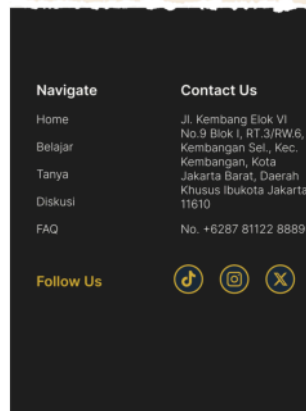 Navigate
Home
Belajar
Tanya
Diskusi
FAQ
Contact Us
Jl. Kembang Elok VI
No.9 Blok I, RT.3/RW.6,
Kembangan Sel., Kec.
Kembangan, Kota
Jakarta Barat, Daerah
Khusus Ibukota Jakarta
11610
No. +6287 81122 8889
Follow Us